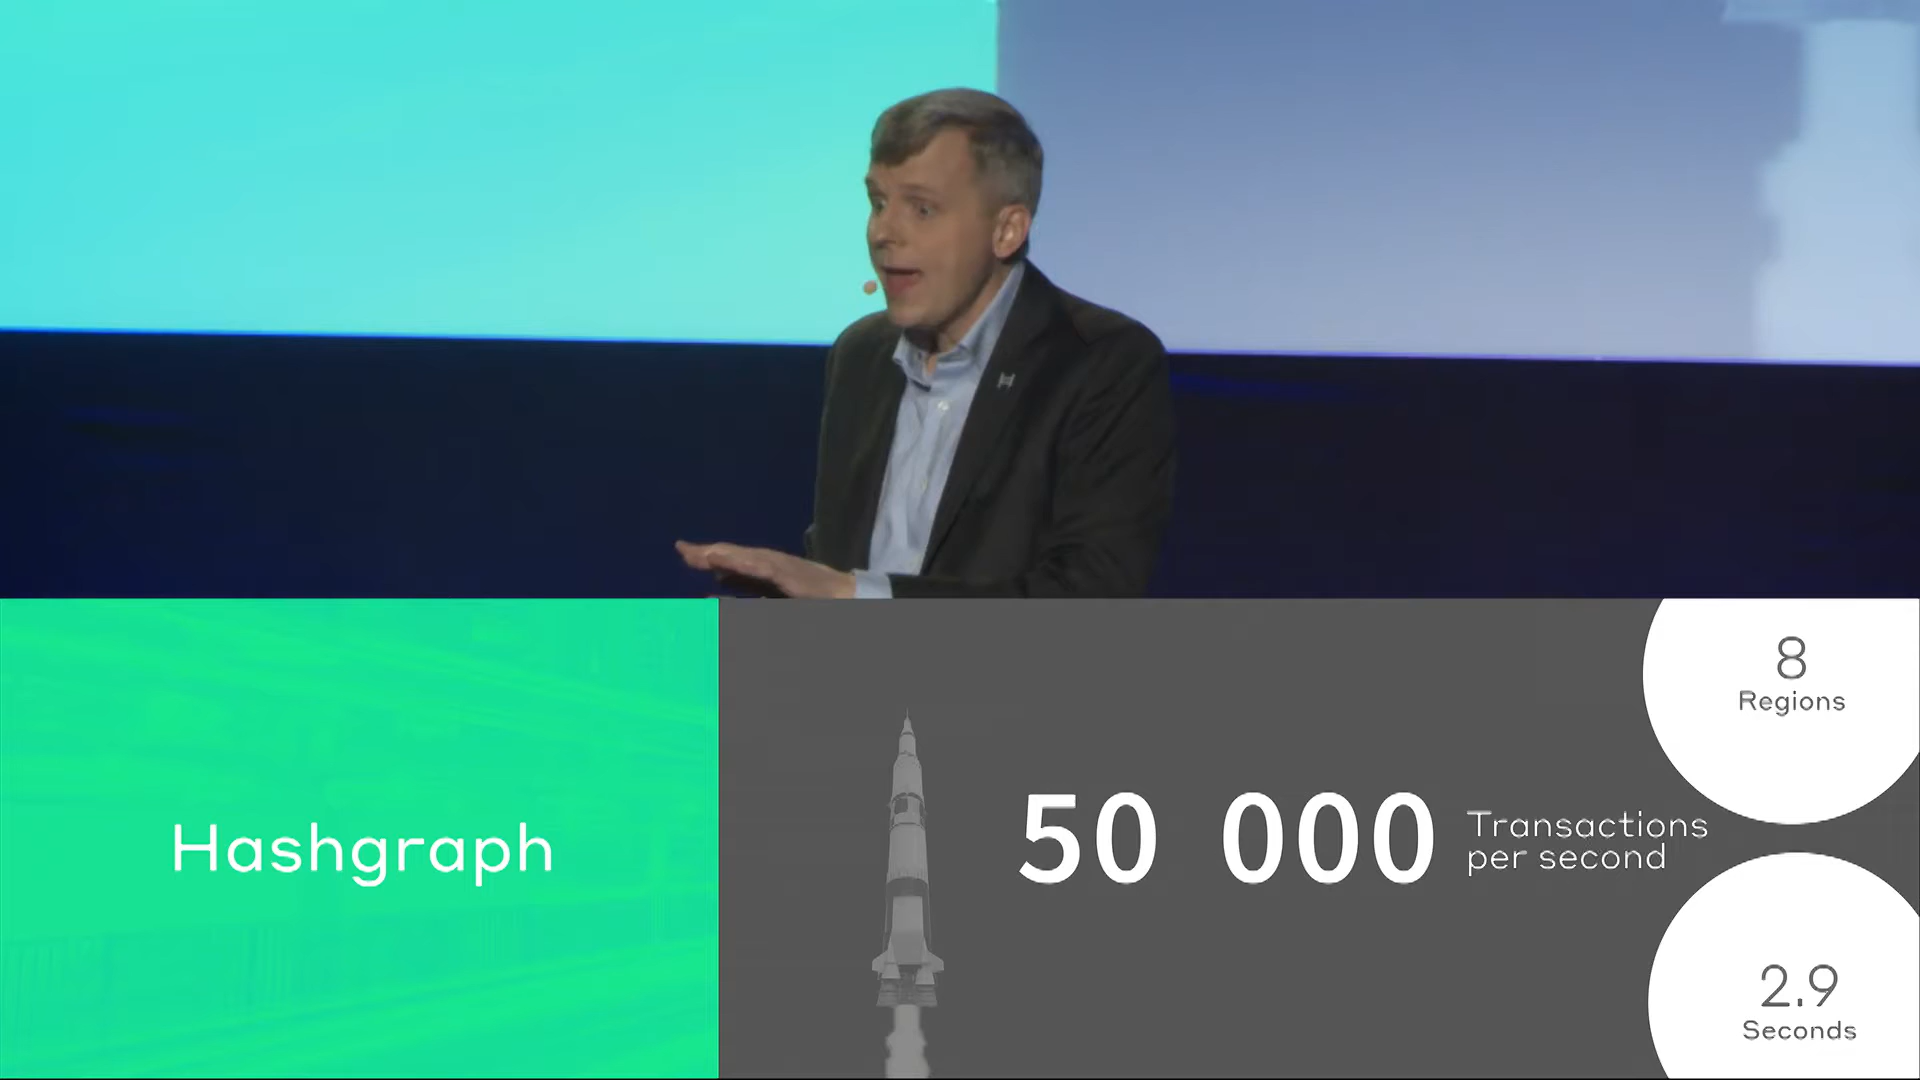 Hashgraph
50 000
Transactions
per second
8
Regions
2.9
Seconds